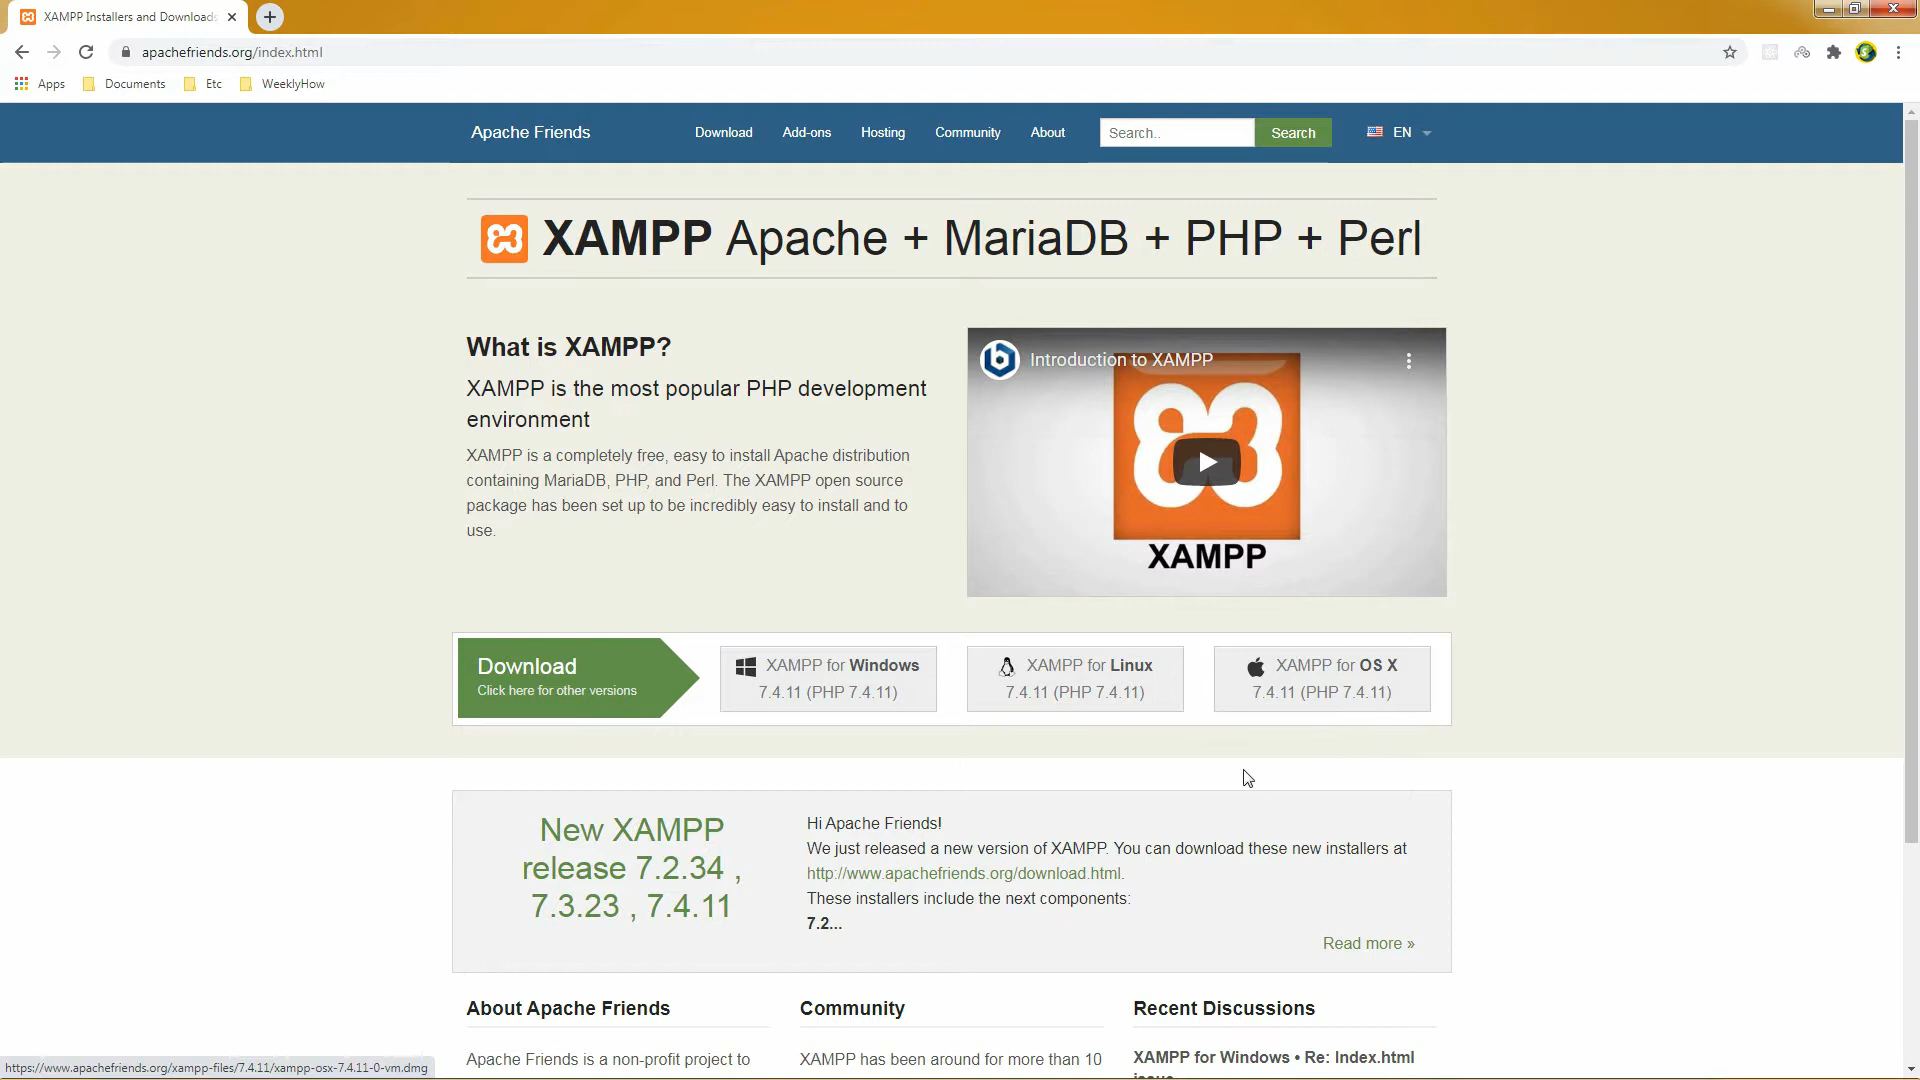 XAMPP Installers and Downloads
apachefriends.org/index.html
Apps Documents Etc WeeklyHow
Apache Friends Download Add-ons Hosting Community About Search.. Search EN
XAMPP Apache + MariaDB + PHP + Perl
What is XAMPP?
XAMPP is the most popular PHP development
environment
XAMPP is a completely free, easy to install Apache distribution
containing MariaDB, PHP, and Perl. The XAMPP open source
package has been set up to be incredibly easy to install and to
use.
Introduction to XAMPP
XAMPP
Download
Click here for other versions
XAMPP for Windows
7.4.11 (PHP 7.4.11)
XAMPP for Linux
7.4.11 (PHP 7.4.11)
XAMPP for OS X
7.4.11 (PHP 7.4.11)
New XAMPP
release 7.2.34 ,
7.3.23 , 7.4.11
Hi Apache Friends!
We just released a new version of XAMPP. You can download these new installers at
http://www.apachefriends.org/download.html.
These installers include the next components:
7.2...
Read more »
About Apache Friends
Apache Friends is a non-profit project to
Community
XAMPP has been around for more than 10
Recent Discussions
XAMPP for Windows • Re: Index.html
https://www.apachefriends.org/xampp-files/7.4.11/xampp-osx-7.4.11-0-vm.dmg